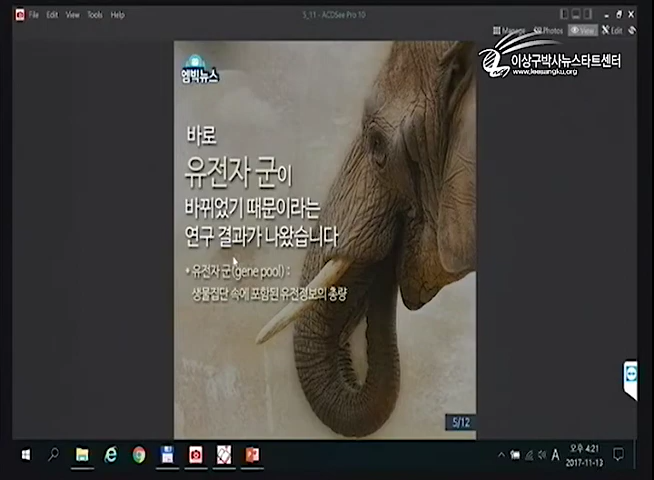 File Edit View Tools Help
5_11 - ACDSee Pro 10
Manage Photos View Edit
이상구박사뉴스타트센터
www.leesangku.org
엠빅뉴스
바로
유전자 군이
바뀌었기 때문이라는
연구 결과가 나왔습니다
• 유전자 군(gene pool) :
생물집단 속에 포함된 유전정보의 총량
5/12
A
오후 4:21
2017-11-13